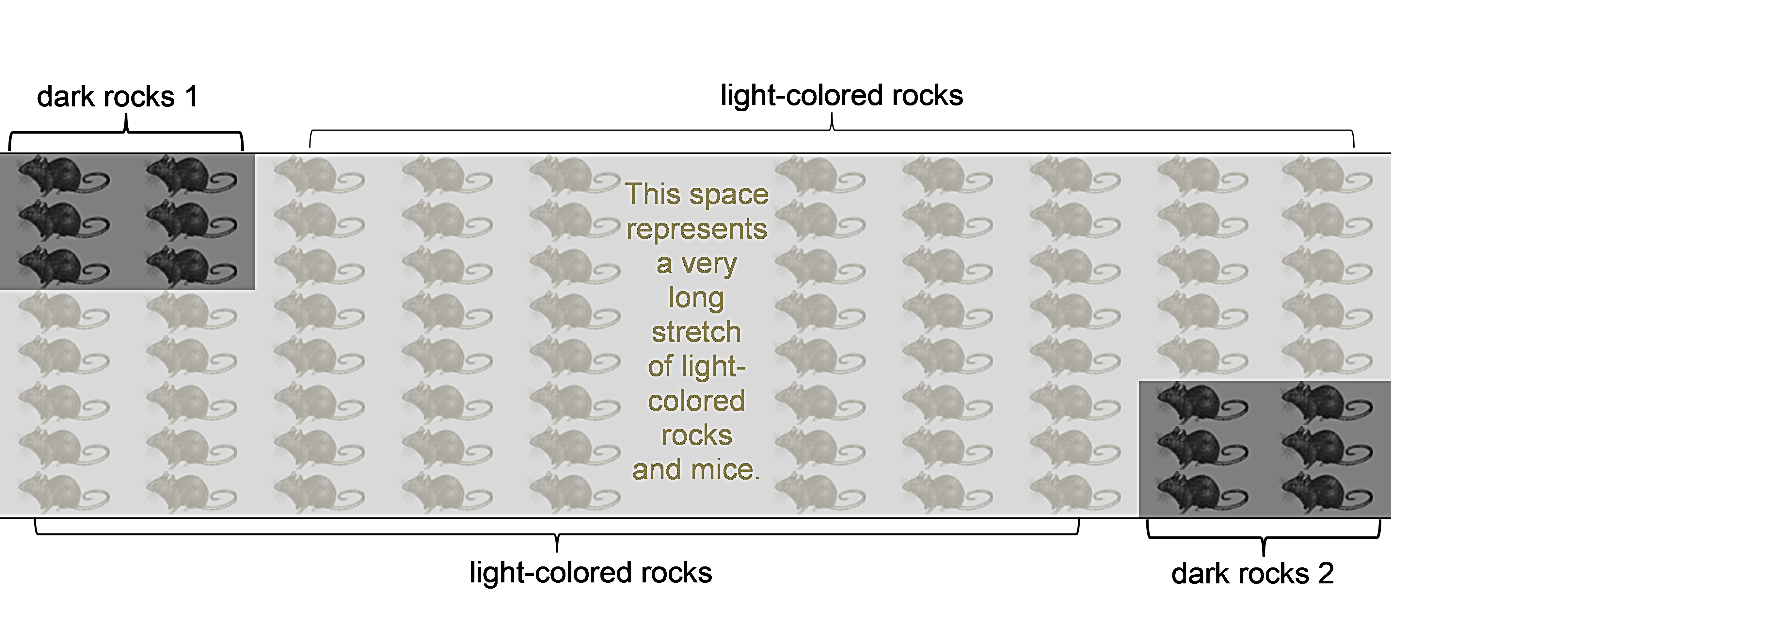 dark rocks 1
light-colored rocks
This space
represents
a very
long
stretch
of light-
colored
rocks
and mice.
light-colored rocks
dark rocks 2